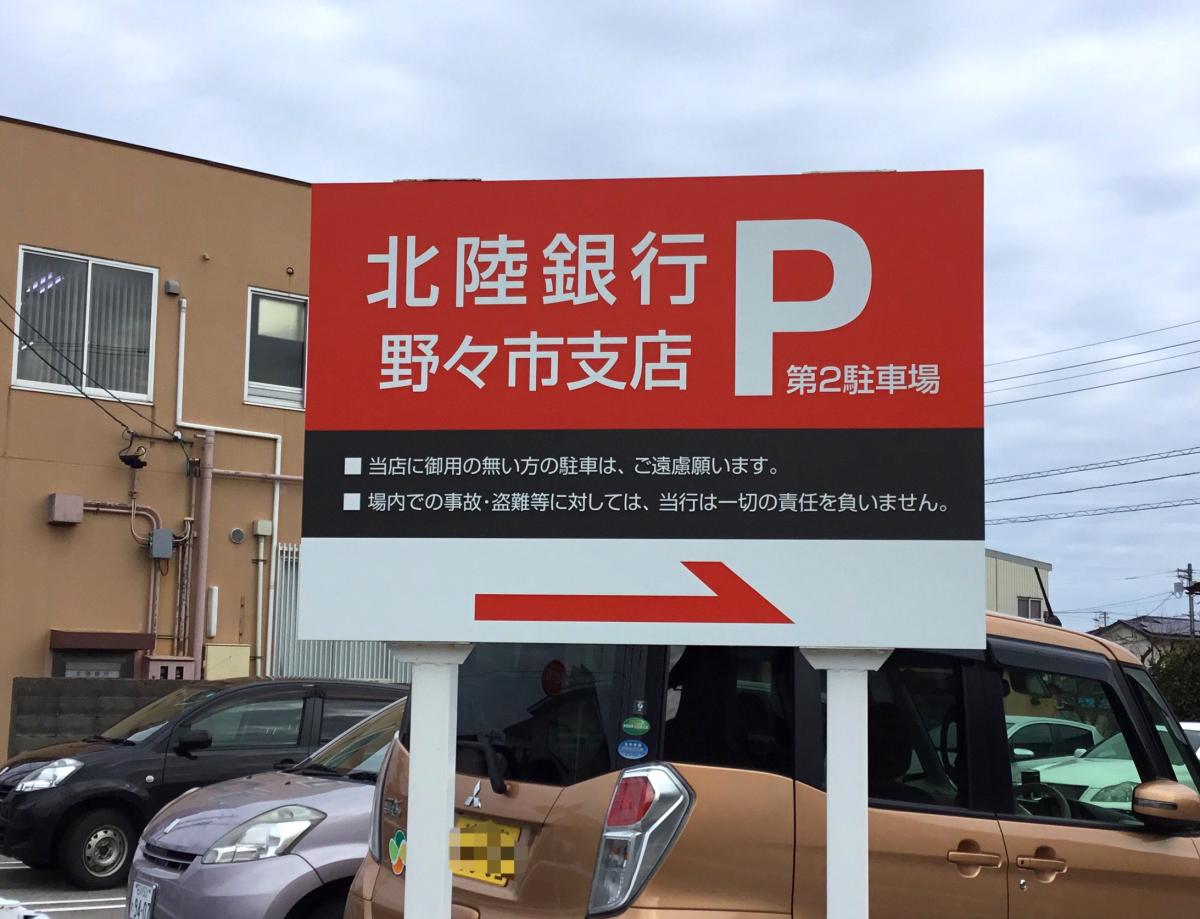 北陸銀行
野々市支店
P
第2駐車場
■ 当店に御用の無い方の駐車は、ご遠慮願います。
■ 場内での事故・盗難等に対しては、当行は一切の責任を負いません。